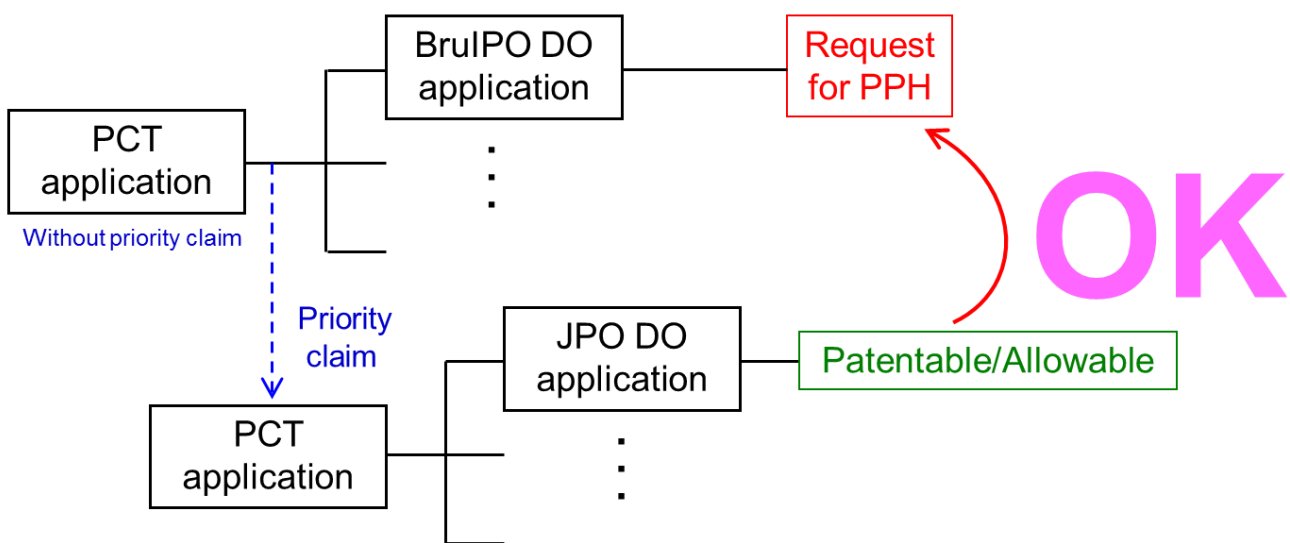 BruIPO DO
application
Request
for PPH
PCT
application
Without priority claim
OK
Priority
claim
JPO DO
application
Patentable/Allowable
PCT
application